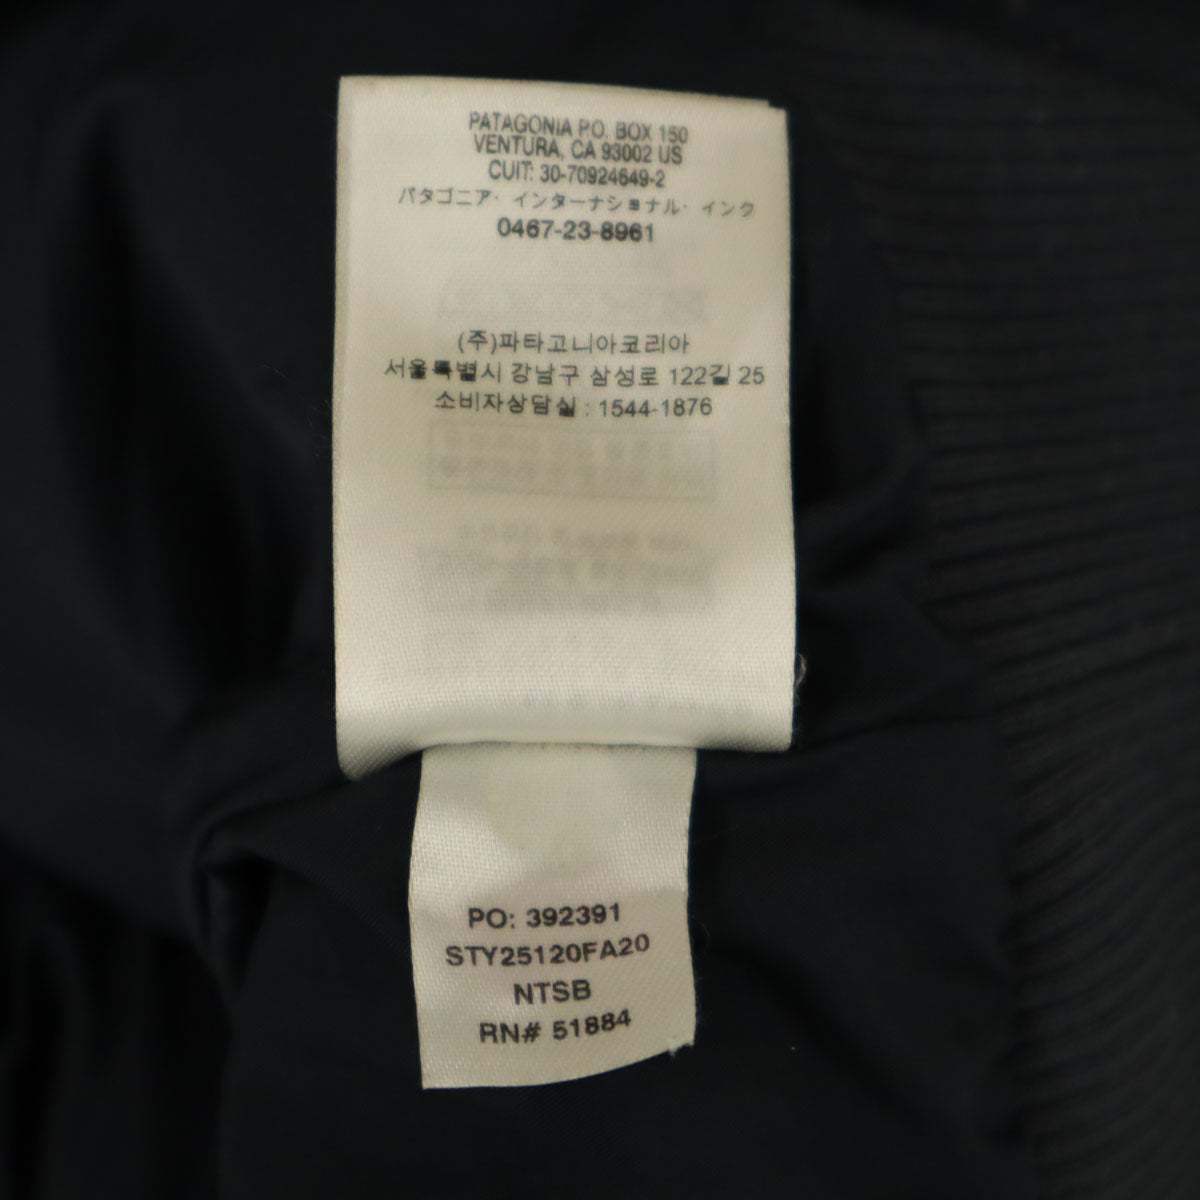 PATAGONIA P.O. BOX 150
VENTURA, CA 93002 US
CUIT: 30-70924649-2
パタゴニア・インターナショナル・インク
0467-23-8961
(주)파타고니아코리아
서울특별시 강남구 삼성로 122길 25
소비자상담실 : 1544-1876
PO: 392391
STY25120FA20
NTSB
RN# 51884